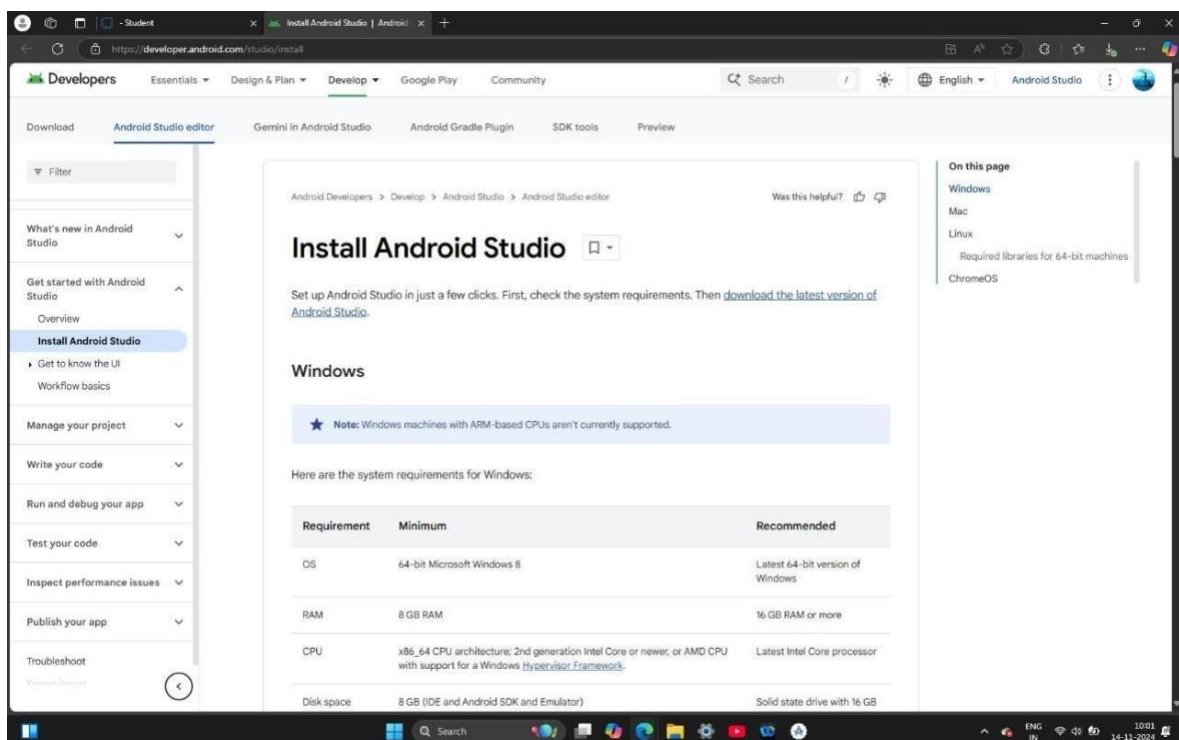 - Student
Install Android Studio | Android
https://developer.android.com/studio/install
Developers Essentials Design & Plan Develop Google Play Community Search / English Android Studio
Download Android Studio editor Gemini in Android Studio Android Gradle Plugin SDK tools Preview
Filter
What's new in Android
Studio
Get started with Android
Studio
Overview
Install Android Studio
Get to know the UI
Workflow basics
Manage your project
Write your code
Run and debug your app
Test your code
Inspect performance issues
Publish your app
Troubleshoot
Android Developers > Develop > Android Studio > Android Studio editor
Was this helpful?
Install Android Studio
Set up Android Studio in just a few clicks. First, check the system requirements. Then download the latest version of
Android Studio.
Windows
Note: Windows machines with ARM-based CPUs aren't currently supported.
Here are the system requirements for Windows:
Requirement Minimum Recommended
OS 64-bit Microsoft Windows 8 Latest 64-bit version of
Windows
RAM 8 GB RAM 16 GB RAM or more
CPU x86_64 CPU architecture; 2nd generation Intel Core or newer, or AMD CPU Latest Intel Core processor
with support for a Windows Hypervisor Framework.
Disk space 8 GB (IDE and Android SDK and Emulator) Solid state drive with 16 GB
On this page
Windows
Mac
Linux
Required libraries for 64-bit machines
ChromeOS
Search
ENG
IN
10:01
14-11-2024